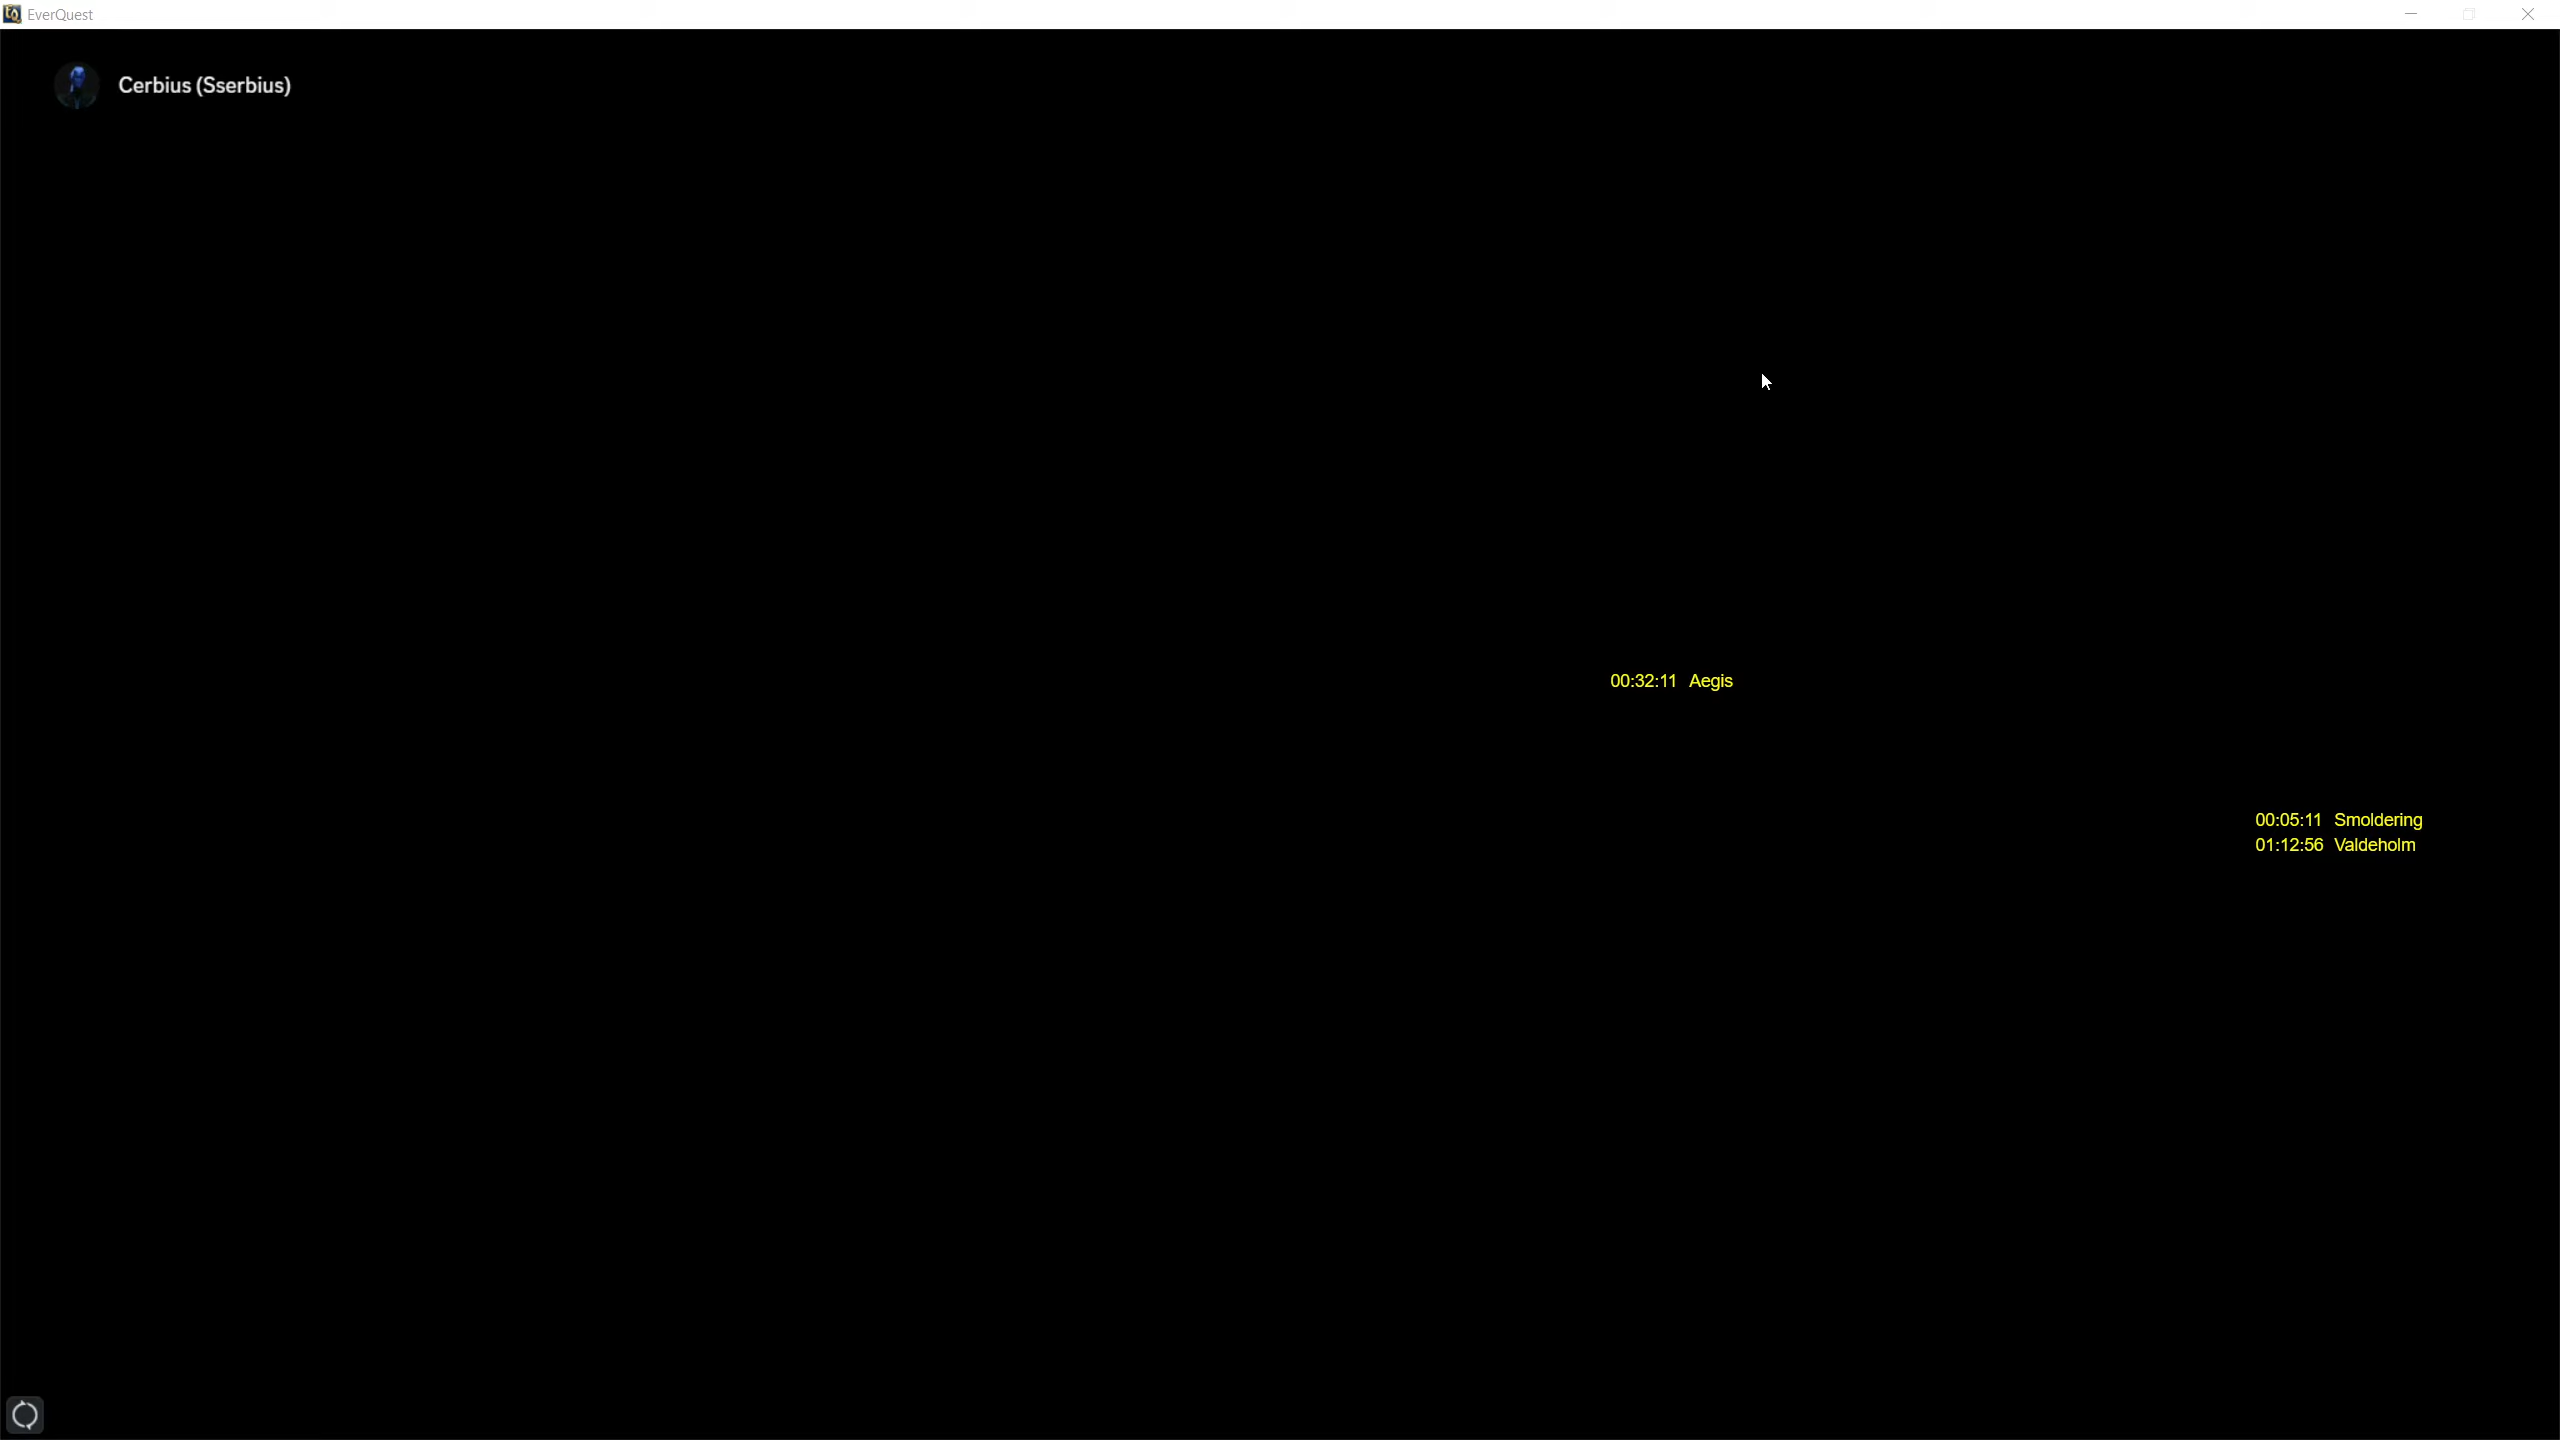 EverQuest
Cerbius (Sserbius)
00:32:11 Aegis
00:05:11 Smoldering
01:12:56 Valdeholm